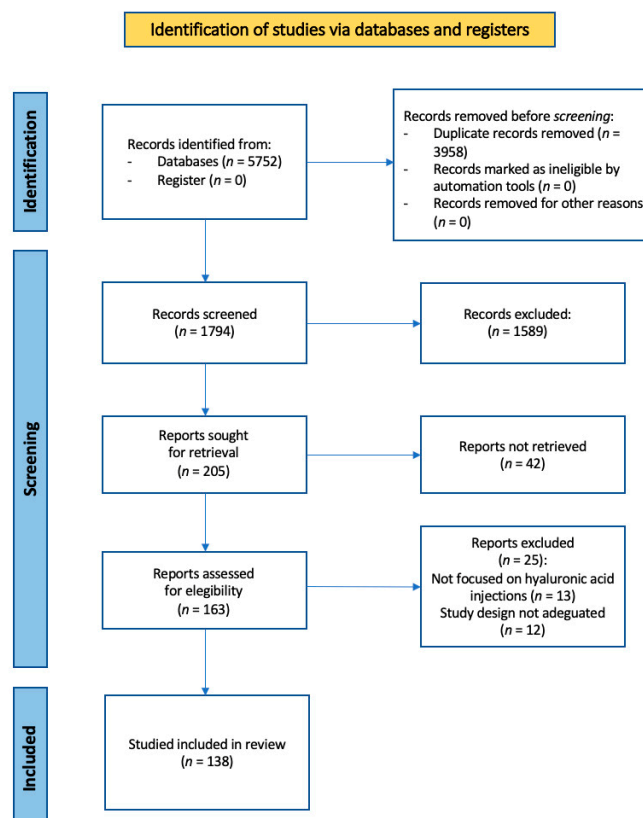 Identification of studies via databases and registers
Identification
Records identified from:
- Databases (n = 5752)
- Register (n = 0)
Records removed before screening:
- Duplicate records removed (n =
3958)
- Records marked as ineligible by
automation tools (n = 0)
- Records removed for other reasons
(n = 0)
Screening
Records screened
(n = 1794)
Records excluded:
(n = 1589)
Reports sought
for retrieval
(n = 205)
Reports not retrieved
(n = 42)
Reports assessed
for elegibility
(n = 163)
Reports excluded
(n = 25):
Not focused on hyaluronic acid
injections (n = 13)
Study design not adeguated
(n = 12)
Included
Studied included in review
(n = 138)